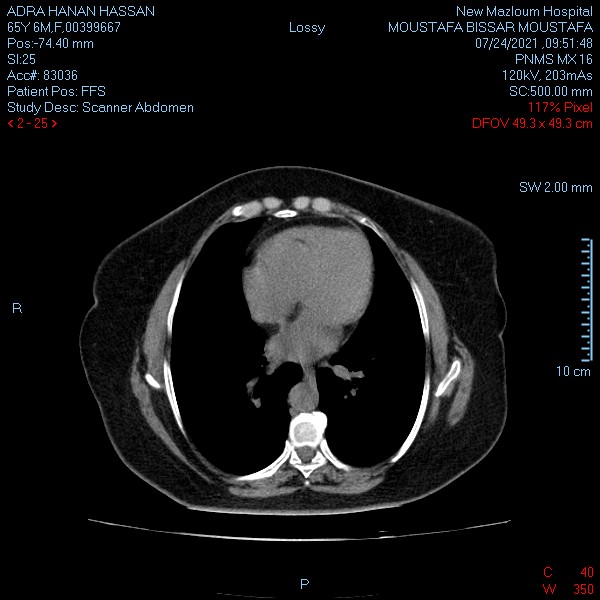 ADRA HANAN HASSAN
65Y 6M,F,00399667
Pos:-74.40 mm
SI:25
Acc#: 83036
Patient Pos: FFS
Study Desc: Scanner Abdomen
< 2 - 25 >
Lossy
New Mazloum Hospital
MOUSTAFA BISSAR MOUSTAFA
07/24/2021 ,09:51:48
PNMS MX 16
120kV, 203mAs
SC:500.00 mm
117% Pixel
DFOV 49.3 x 49.3 cm
SW 2.00 mm
R
10 cm
P
C 40
W 350